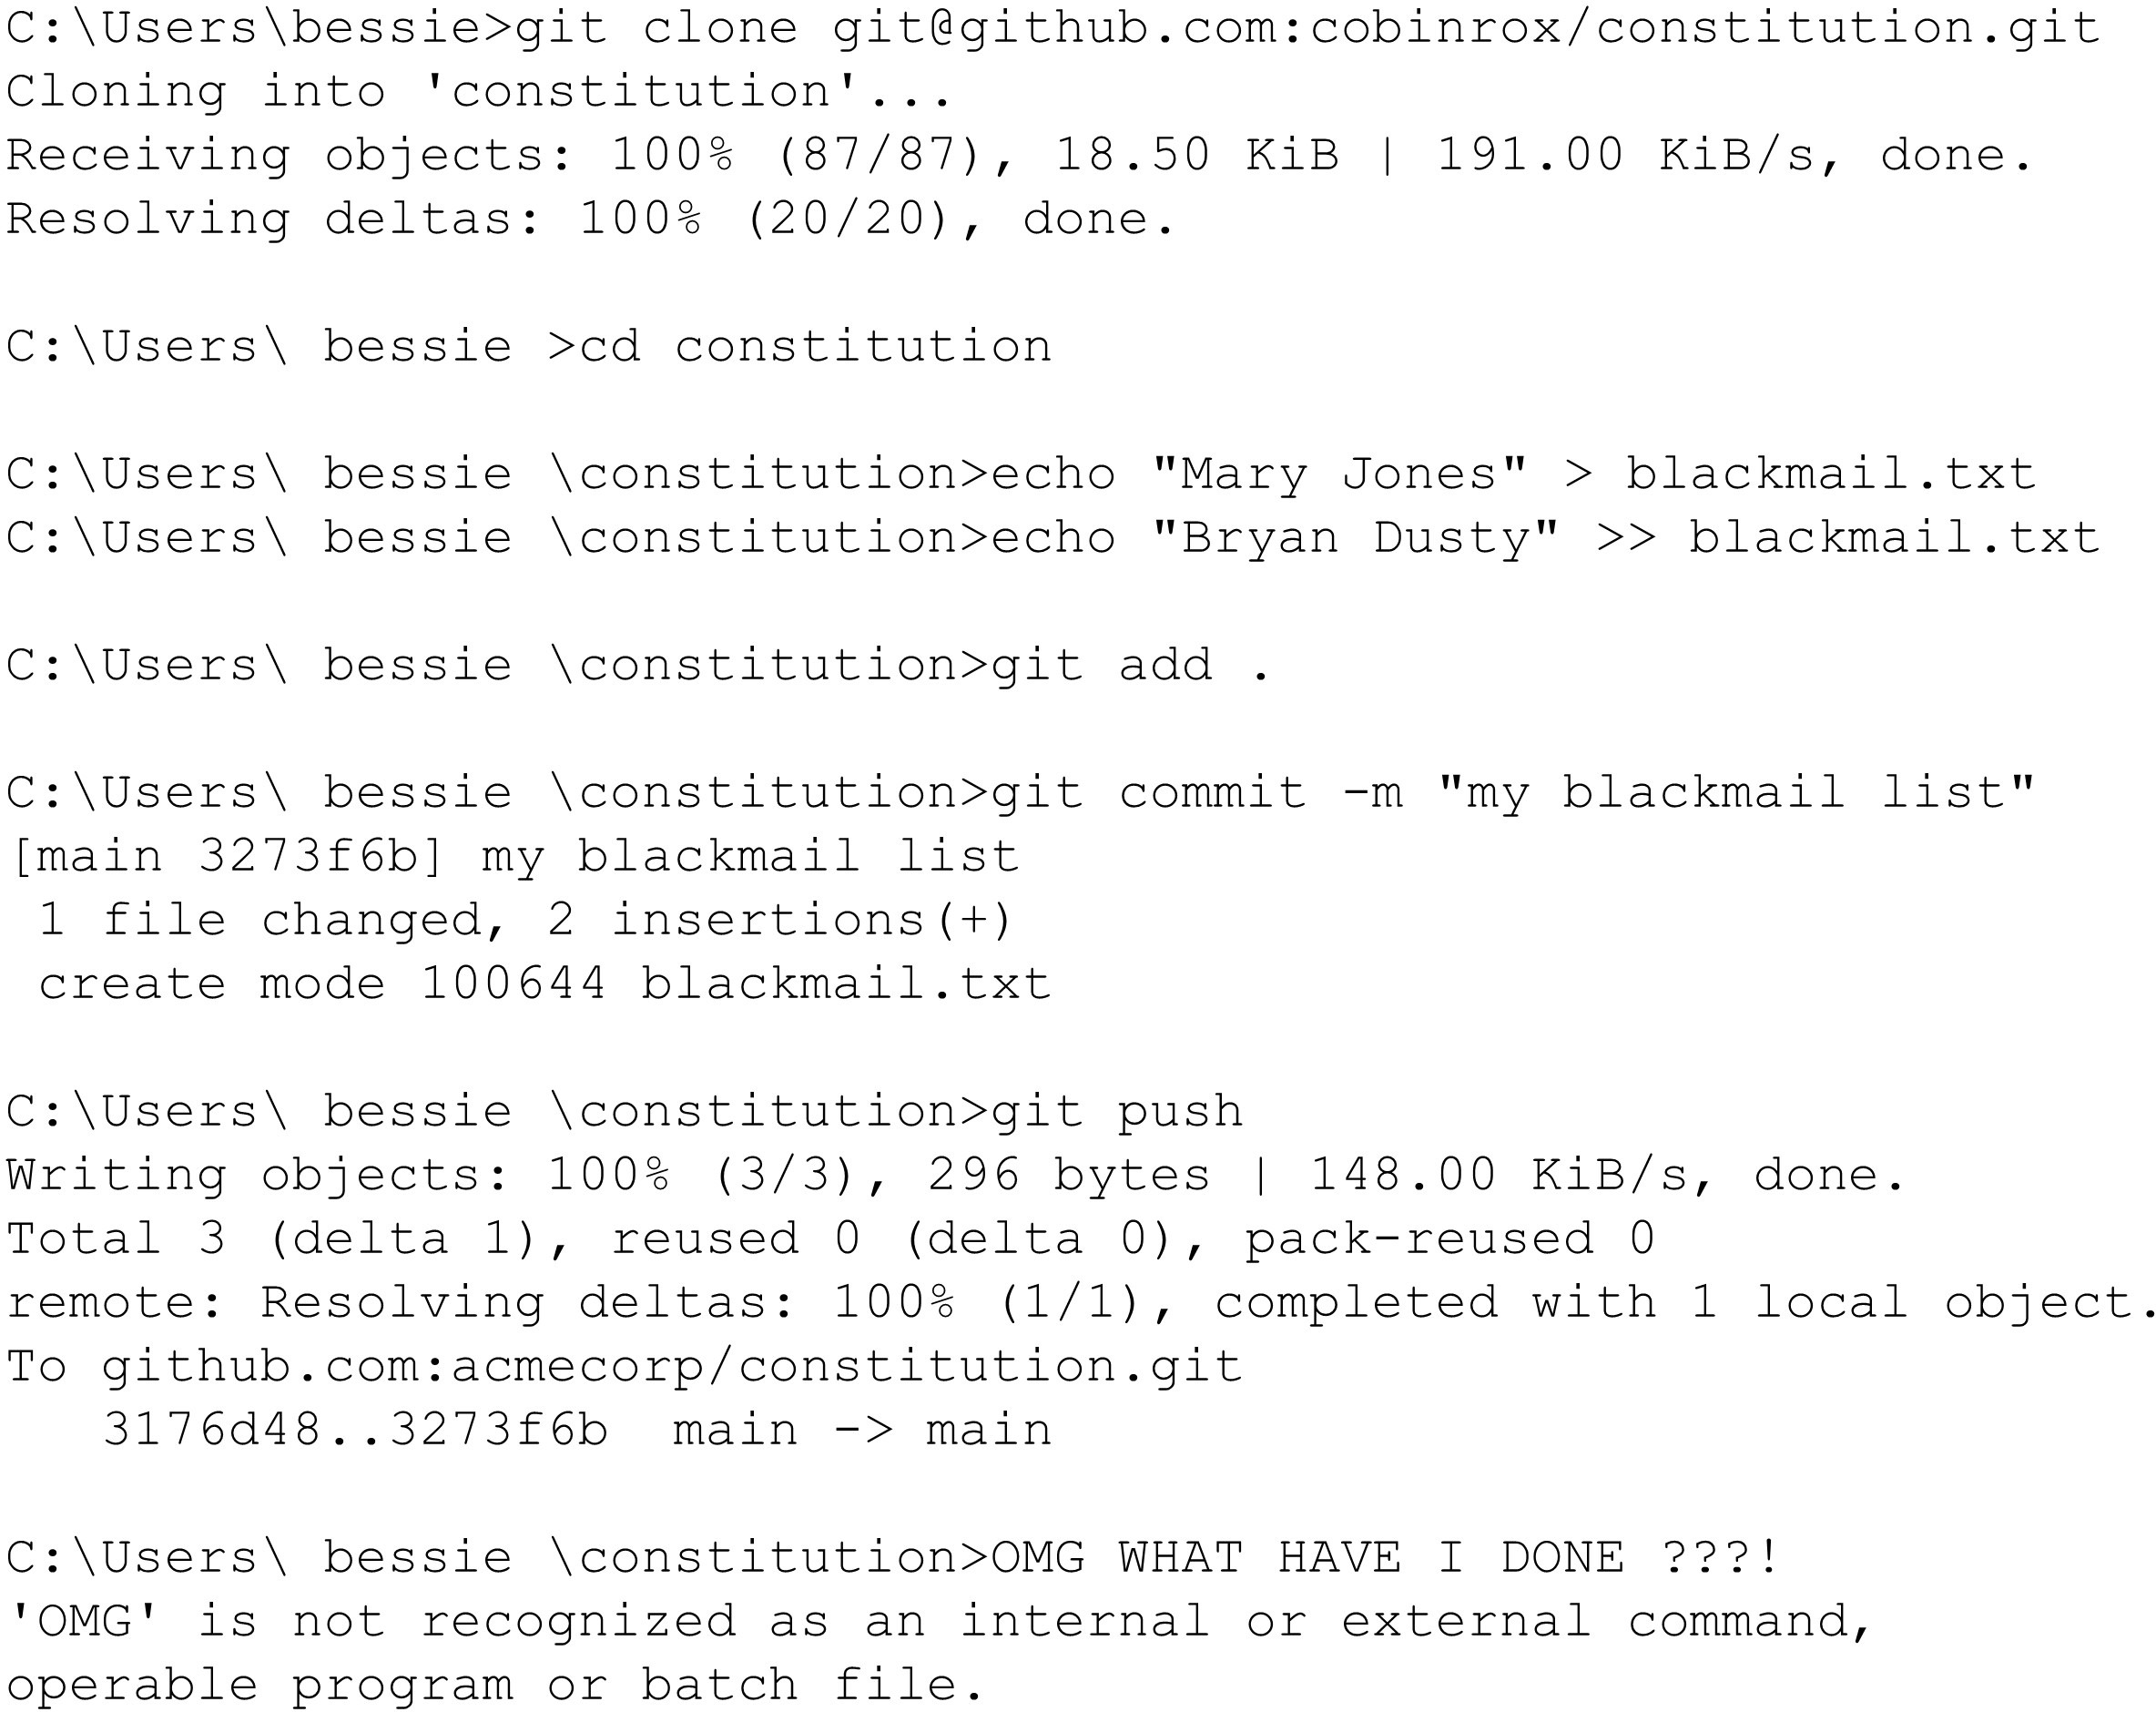 C:\Users\bessie>git clone git@github.com:cobinrox/constitution.git
Cloning into 'constitution'...
Receiving objects: 100% (87/87), 18.50 KiB | 191.00 KiB/s, done.
Resolving deltas: 100% (20/20), done.
C:\Users\ bessie >cd constitution
C:\Users\ bessie \constitution>echo "Mary Jones" > blackmail.txt
C:\Users\ bessie \constitution>echo "Bryan Dusty" >> blackmail.txt
C:\Users\ bessie \constitution>git add .
C:\Users\ bessie \constitution>git commit -m "my blackmail list"
[main 3273f6b] my blackmail list
 1 file changed, 2 insertions(+)
 create mode 100644 blackmail.txt
C:\Users\ bessie \constitution>git push
Writing objects: 100% (3/3), 296 bytes | 148.00 KiB/s, done.
Total 3 (delta 1), reused 0 (delta 0), pack-reused 0
remote: Resolving deltas: 100% (1/1), completed with 1 local object.
To github.com:acmecorp/constitution.git
   3176d48..3273f6b  main -> main
C:\Users\ bessie \constitution>OMG WHAT HAVE I DONE ???!
'OMG' is not recognized as an internal or external command,
operable program or batch file.